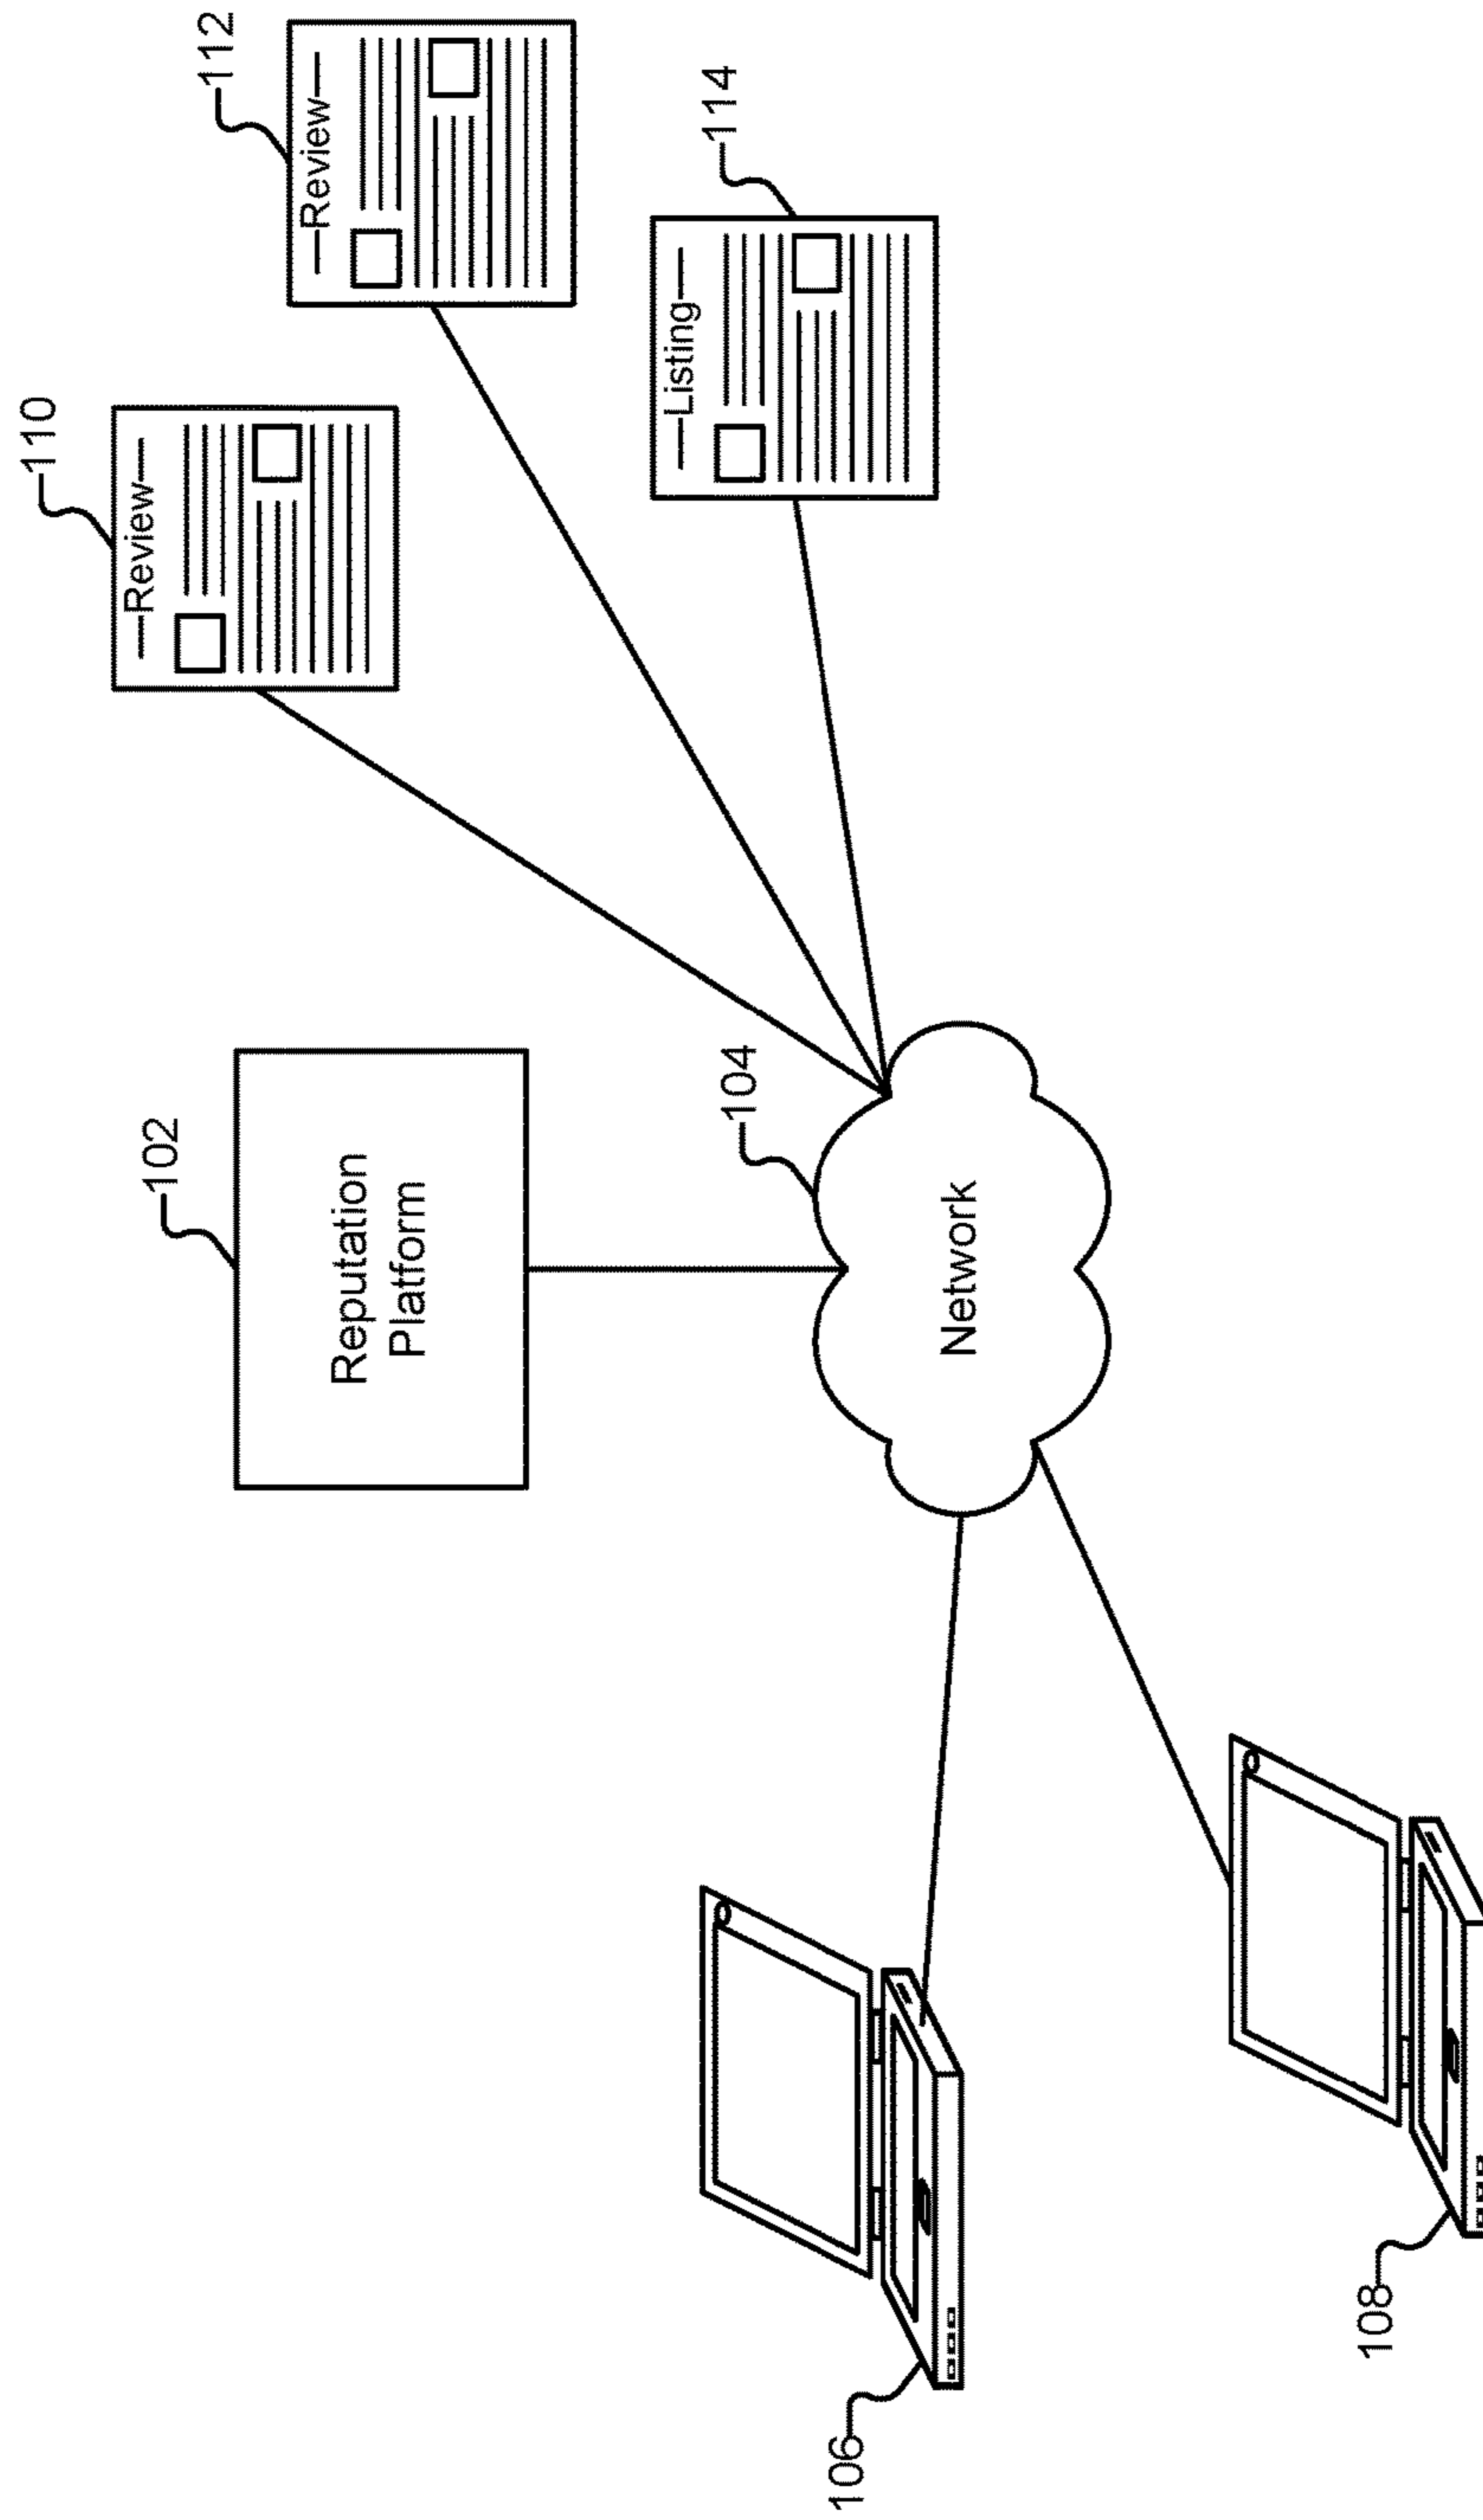 102
Reputation
Platform
110
—Review—
112
—Review—
104
Network
114
—Listing—
106
108